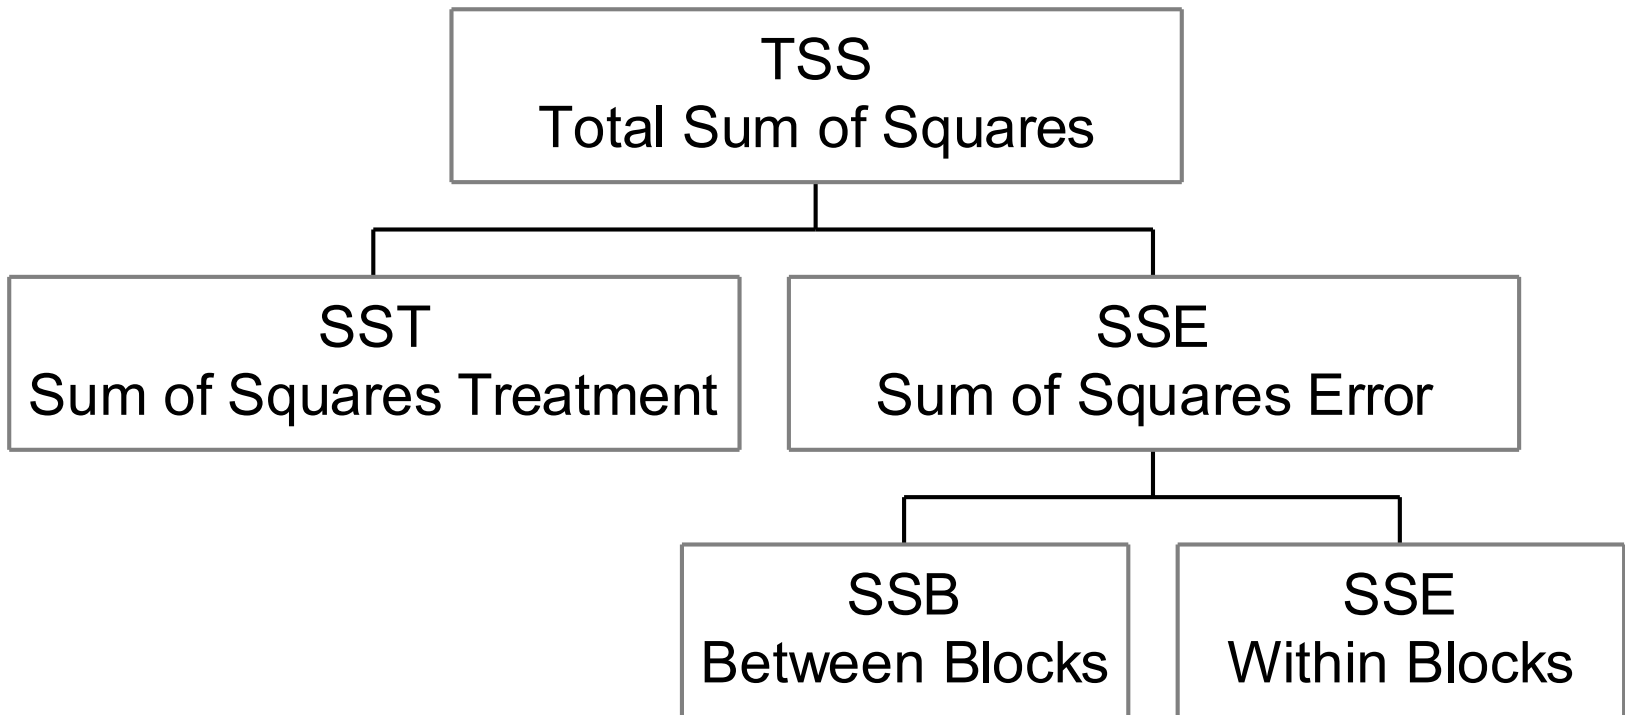 TSS
Total Sum of Squares
SST
Sum of Squares Treatment
SSE
Sum of Squares Error
SSB
Between Blocks
SSE
Within Blocks